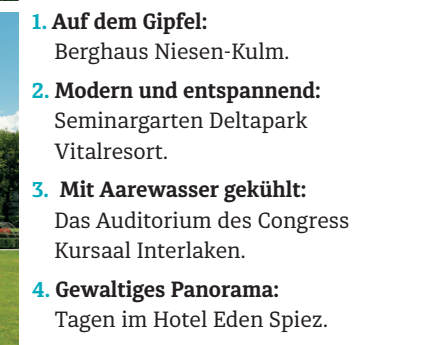 1. Auf dem Gipfel:
Berghaus Niesen-Kulm.
2. Modern und entspannend:
Seminargarten Deltapark
Vitalresort.
3. Mit Aarewasser gekühlt:
Das Auditorium des Congress
Kursaal Interlaken.
4. Gewaltiges Panorama:
Tagen im Hotel Eden Spiez.